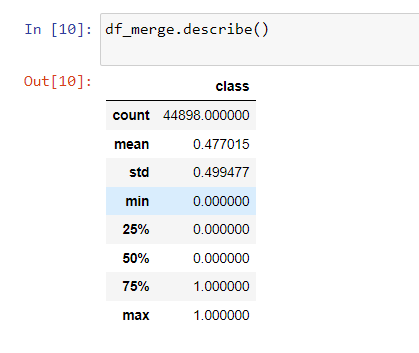 In [10]: df_merge.describe()
Out[10]:
class
count 44898.000000
mean 0.477015
std 0.499477
min 0.000000
25% 0.000000
50% 0.000000
75% 1.000000
max 1.000000